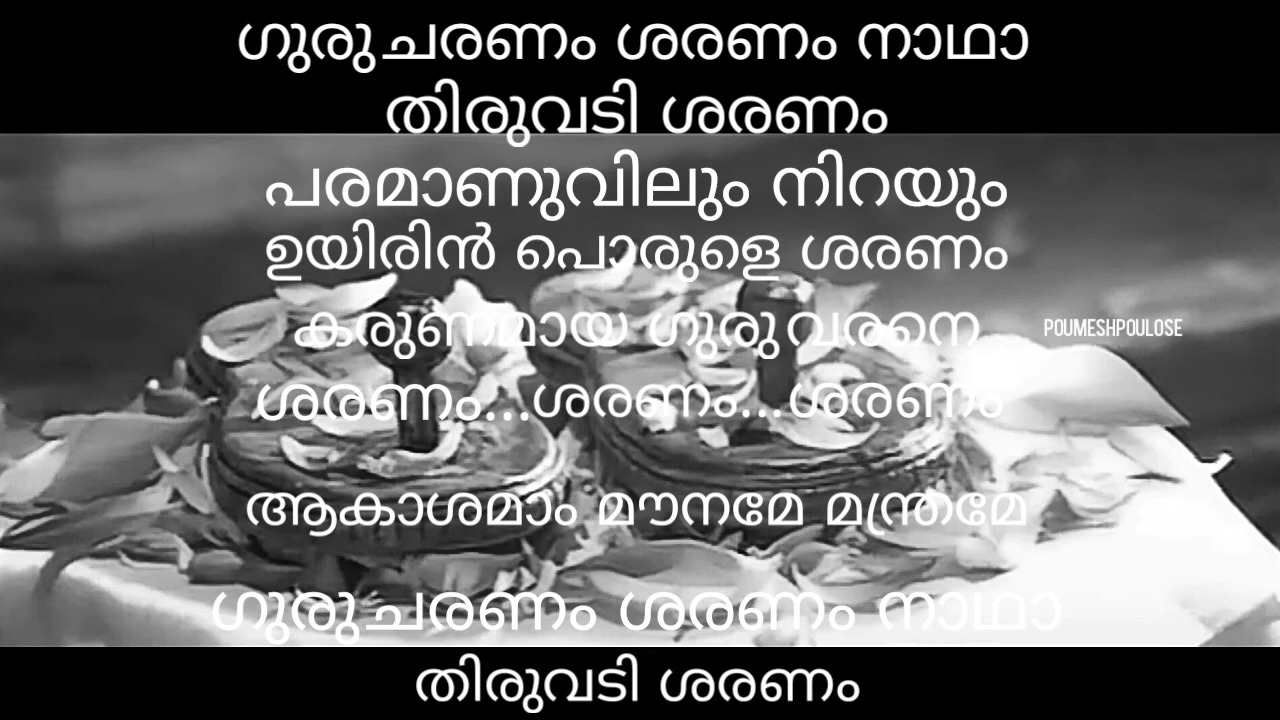 ഗുരുചരണം ശരണം നാഥാ
തിരുവടി ശരണം
പരമാണുവിലും നിറയും
ഉയിരിൻ പൊരുളെ ശരണം
കരുണമായ ഗുരുവരനെ
POUMESHPOULOSE
ശരണം...ശരണം...ശരണം
ആകാശമാം മൗനമേ മന്ത്രമേ
ഗുരുചരണം ശരണം നാഥാ
തിരുവടി ശരണം